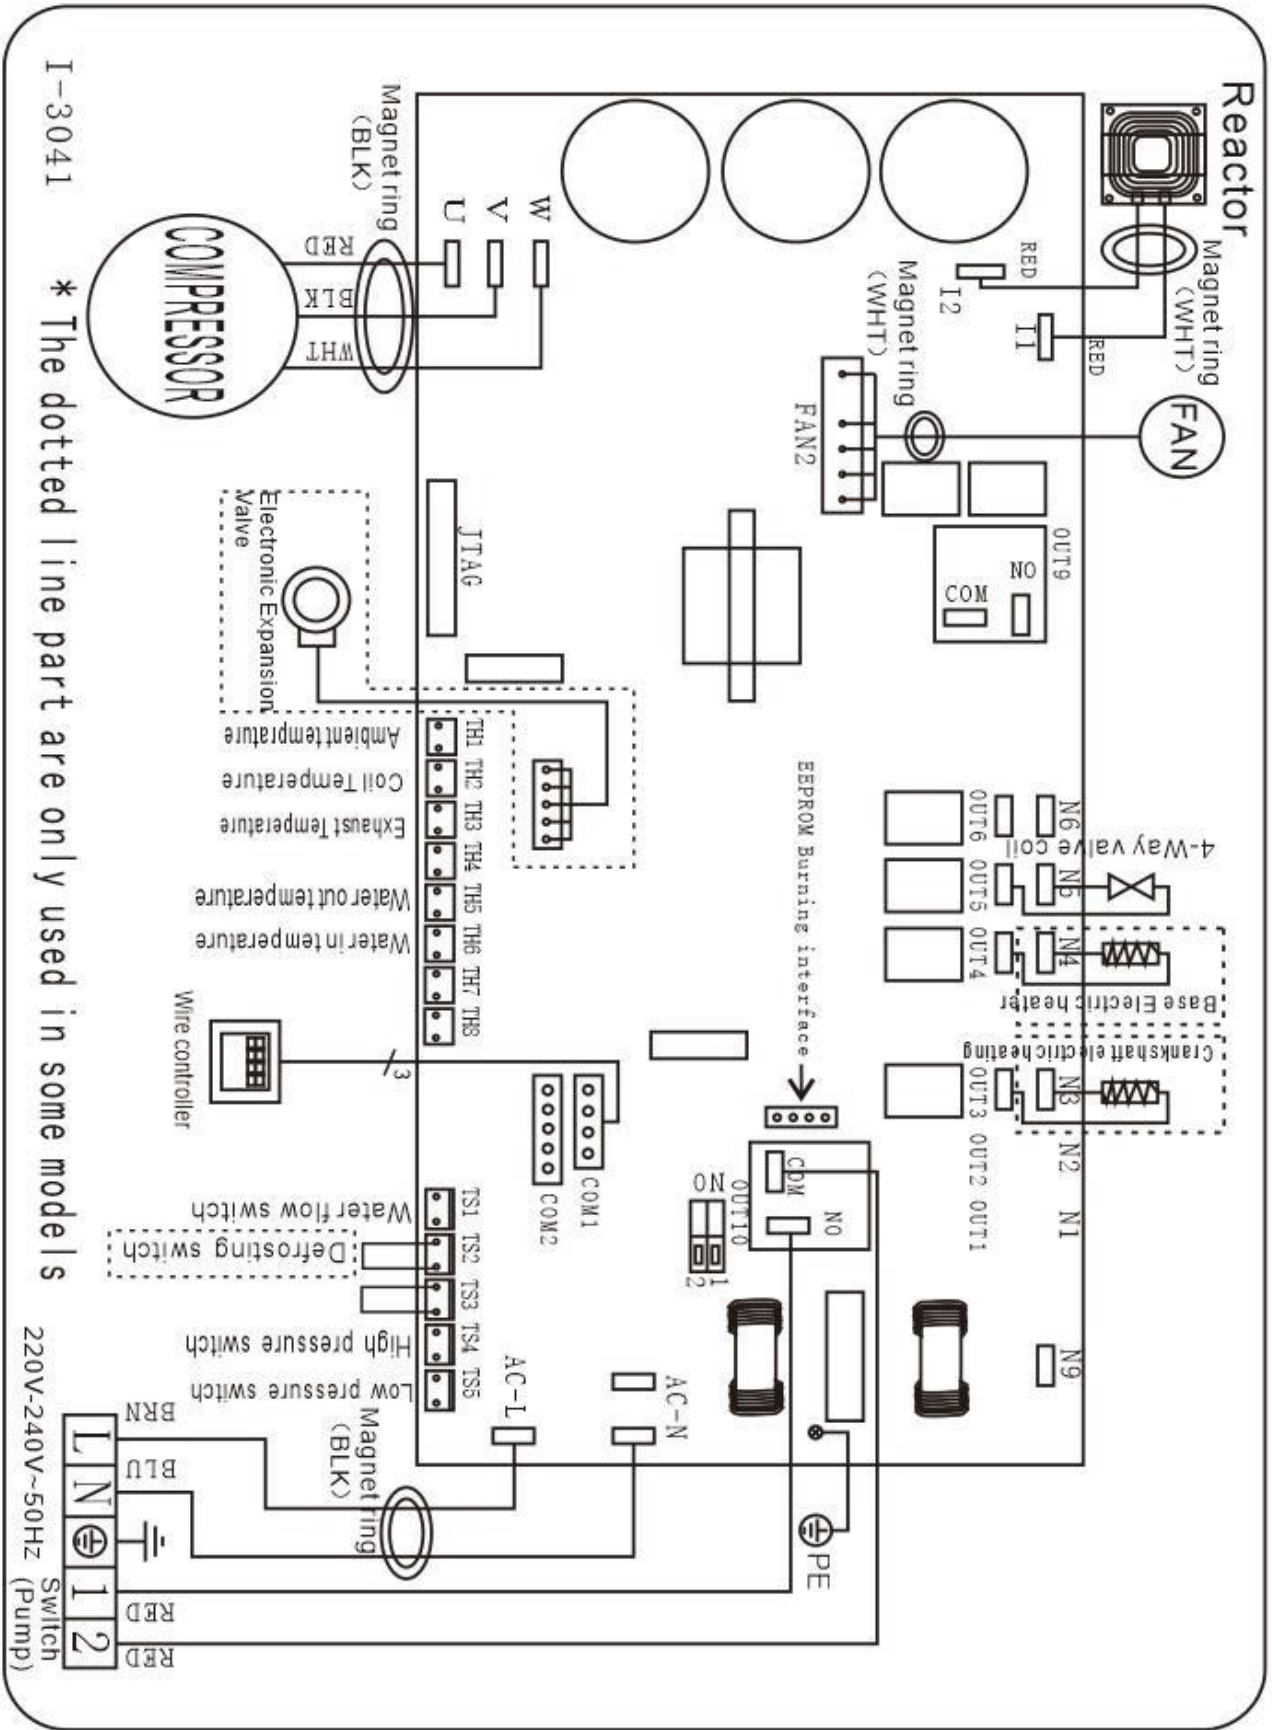 Reactor
Magnet ring
(WHT)
RED
I2
I1
RED
FAN
Magnet ring
(WHT)
FAN2
OUT9
NO
COM
Magnet ring
(BLK)
W
V
U
RED
BLK
WHT
COMPRESSOR
I-3041
JTAG
Electronic Expansion
Valve
EEPROM Burning interface
N6
OUT6
4-Way valve coil
N5
OUT5
N4
OUT4
Base Electric heater
Crankshaft electric heating
N3
OUT3
N2
OUT2
N1
OUT1
N9
TH1
Ambient temprature
TH2
Coil Temperature
TH3
Exhaust Temperature
TH4
TH5
Water out temperature
TH6
Water in temperature
TH7
TH8
Wire controller
3
COM1
COM2
COM
NO
OUT10
ON
1
2
TS1
Water flow switch
TS2
Defrosting switch
TS3
TS4
High pressure switch
TS5
Low pressure switch
AC-L
AC-N
Magnet ring
(BLK)
PE
BRN
BLU
RED
RED
L
N
1
2
220V-240V~50Hz
Switch
(Pump)
* The dotted line part are only used in some models